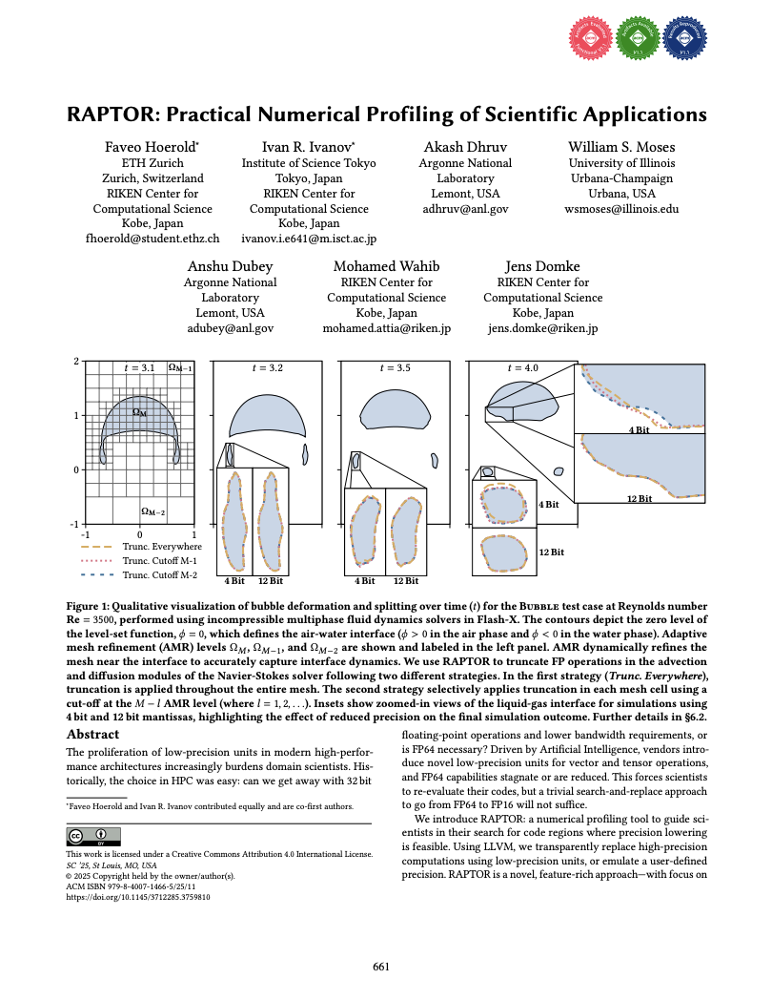 RAPTOR: Practical Numerical Profiling of Scientific Applications
Faveo Hoerold*
ETH Zurich
Zurich, Switzerland
RIKEN Center for
Computational Science
Kobe, Japan
fhoerold@student.ethz.ch
Ivan R. Ivanov*
Institute of Science Tokyo
Tokyo, Japan
RIKEN Center for
Computational Science
Kobe, Japan
ivanov.i.e641@m.isct.ac.jp
Akash Dhruv
Argonne National
Laboratory
Lemont, USA
adhruv@anl.gov
William S. Moses
University of Illinois
Urbana-Champaign
Urbana, USA
wsmoses@illinois.edu
Anshu Dubey
Argonne National
Laboratory
Lemont, USA
adubey@anl.gov
Mohamed Wahib
RIKEN Center for
Computational Science
Kobe, Japan
mohamed.attia@riken.jp
Jens Domke
RIKEN Center for
Computational Science
Kobe, Japan
jens.domke@riken.jp
2
1
0
-1
-1 0 1
t = 3.1
Ω_{M−1}
Ω_M
Ω_{M−2}
t = 3.2
4 Bit 12 Bit
t = 3.5
4 Bit 12 Bit
t = 4.0
4 Bit
12 Bit
4 Bit
12 Bit
Trunc. Everywhere
Trunc. Cutoff M-1
Trunc. Cutoff M-2
Figure 1: Qualitative visualization of bubble deformation and splitting over time (t) for the Bubble test case at Reynolds number
Re = 3500, performed using incompressible multiphase fluid dynamics solvers in Flash-X. The contours depict the zero level of
the level-set function, ϕ = 0, which defines the air-water interface (ϕ > 0 in the air phase and ϕ < 0 in the water phase). Adaptive
mesh refinement (AMR) levels Ω_M, Ω_{M−1}, and Ω_{M−2} are shown and labeled in the left panel. AMR dynamically refines the
mesh near the interface to accurately capture interface dynamics. We use RAPTOR to truncate FP operations in the advection
and diffusion modules of the Navier-Stokes solver following two different strategies. In the first strategy (Trunc. Everywhere),
truncation is applied throughout the entire mesh. The second strategy selectively applies truncation in each mesh cell using a
cut-off at the M − l AMR level (where l = 1, 2, . . .). Insets show zoomed-in views of the liquid-gas interface for simulations using
4 bit and 12 bit mantissas, highlighting the effect of reduced precision on the final simulation outcome. Further details in §6.2.
Abstract
The proliferation of low-precision units in modern high-perfor-
mance architectures increasingly burdens domain scientists. His-
torically, the choice in HPC was easy: can we get away with 32 bit
*Faveo Hoerold and Ivan R. Ivanov contributed equally and are co-first authors.
cc BY
This work is licensed under a Creative Commons Attribution 4.0 International License.
SC '25, St Louis, MO, USA
© 2025 Copyright held by the owner/author(s).
ACM ISBN 979-8-4007-1466-5/25/11
https://doi.org/10.1145/3712285.3759810
floating-point operations and lower bandwidth requirements, or
is FP64 necessary? Driven by Artificial Intelligence, vendors intro-
duce novel low-precision units for vector and tensor operations,
and FP64 capabilities stagnate or are reduced. This forces scientists
to re-evaluate their codes, but a trivial search-and-replace approach
to go from FP64 to FP16 will not suffice.
We introduce RAPTOR: a numerical profiling tool to guide sci-
entists in their search for code regions where precision lowering
is feasible. Using LLVM, we transparently replace high-precision
computations using low-precision units, or emulate a user-defined
precision. RAPTOR is a novel, feature-rich approach—with focus on
661